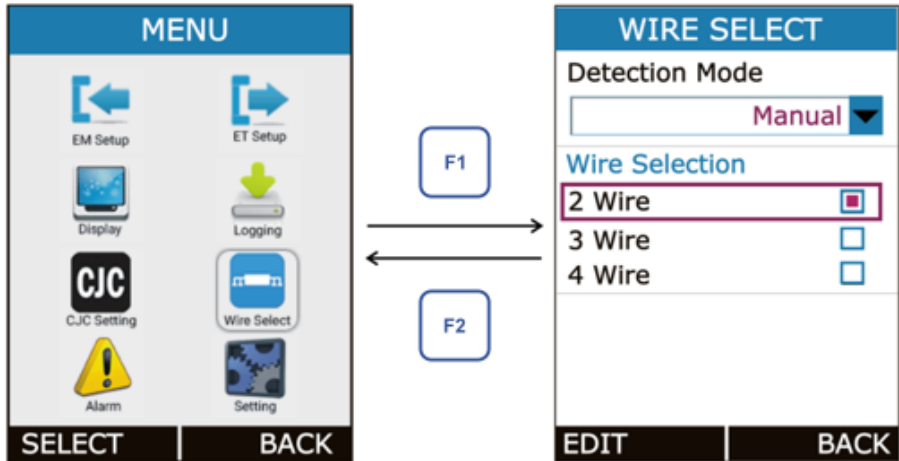 MENU
EM Setup
ET Setup
Display
Logging
CJC
CJC Setting
Wire Select
Alarm
Setting
SELECT
BACK
F1
F2
WIRE SELECT
Detection Mode
Manual
Wire Selection
2 Wire
3 Wire
4 Wire
EDIT
BACK